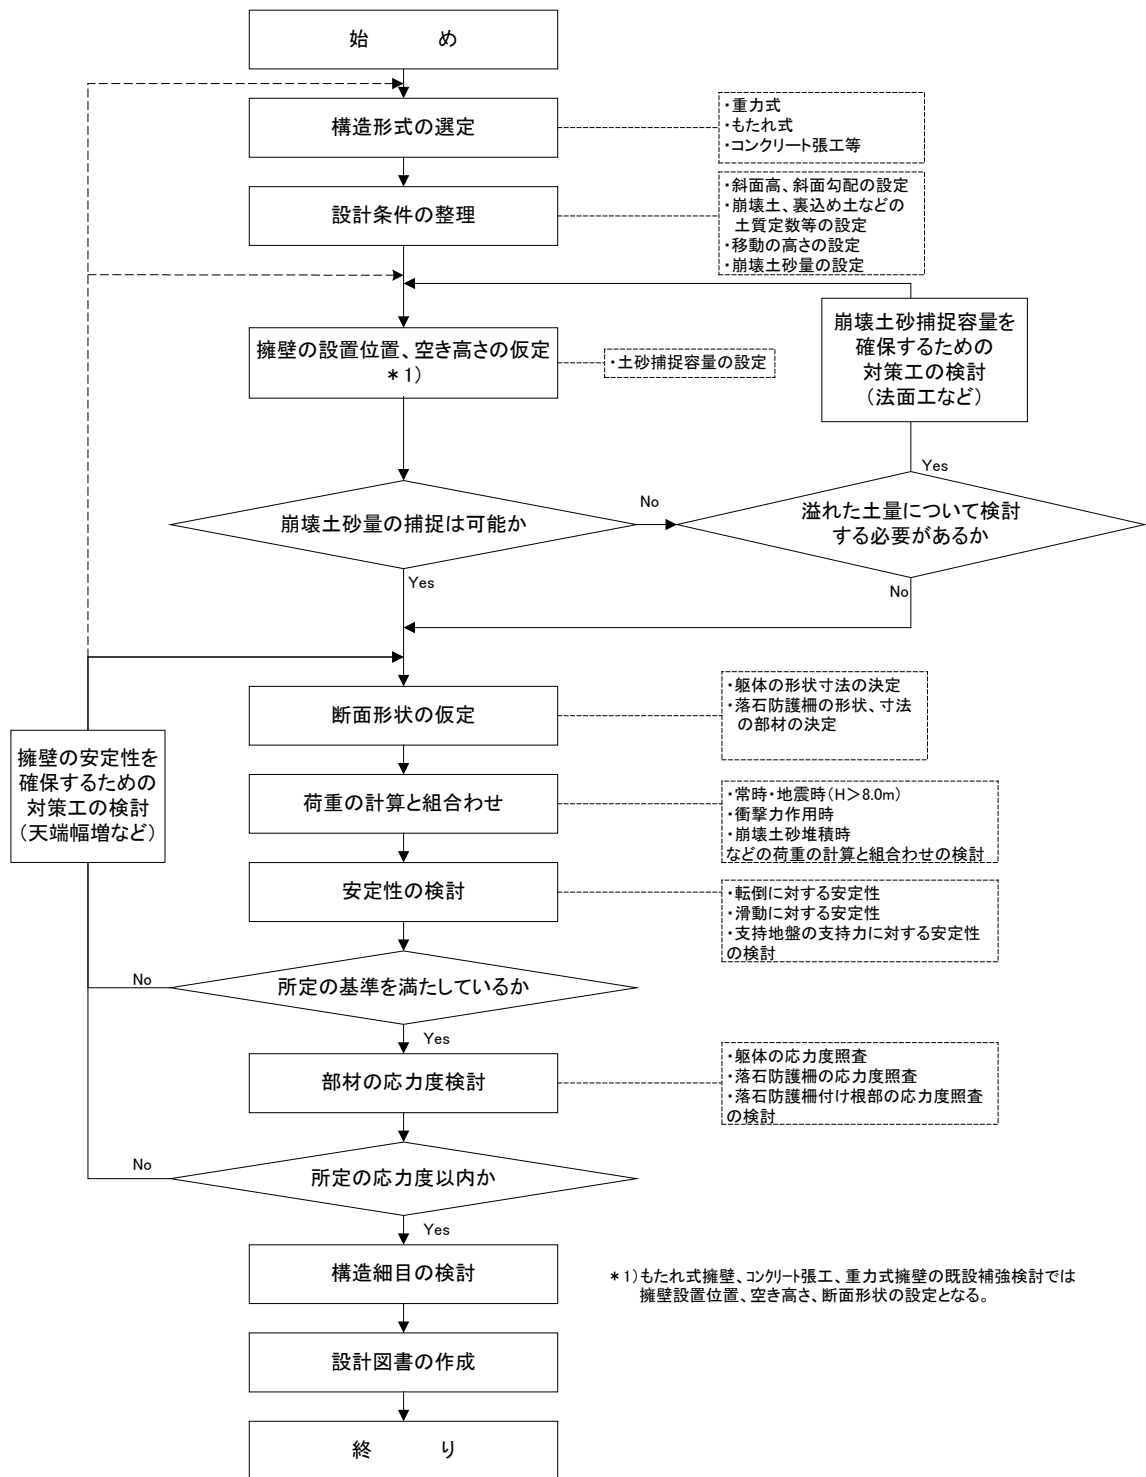 始　め
構造形式の選定
・重力式
・もたれ式
・コンクリート張工等
設計条件の整理
・斜面高、斜面勾配の設定
・崩壊土、裏込め土などの
土質定数等の設定
・移動の高さの設定
・崩壊土砂量の設定
擁壁の設置位置、空き高さの仮定
＊1）
・土砂捕捉容量の設定
崩壊土砂捕捉容量を
確保するための
対策工の検討
（法面工など）
Yes
崩壊土砂量の捕捉は可能か
No
溢れた土量について検討
する必要があるか
Yes
No
断面形状の仮定
・躯体の形状寸法の決定
・落石防護柵の形状、寸法
の部材の決定
擁壁の安定性を
確保するための
対策工の検討
（天端幅増など）
荷重の計算と組合わせ
・常時・地震時（H＞8.0m）
・衝撃力作用時
・崩壊土砂堆積時
などの荷重の計算と組合わせの検討
安定性の検討
・転倒に対する安定性
・滑動に対する安定性
・支持地盤の支持力に対する安定性
の検討
No
所定の基準を満たしているか
Yes
部材の応力度検討
・躯体の応力度照査
・落石防護柵の応力度照査
・落石防護柵付け根部の応力度照査
の検討
No
所定の応力度以内か
Yes
構造細目の検討
＊1）もたれ式擁壁、コンクリート張工、重力式擁壁の既設補強検討では
擁壁設置位置、空き高さ、断面形状の設定となる。
設計図書の作成
終　り